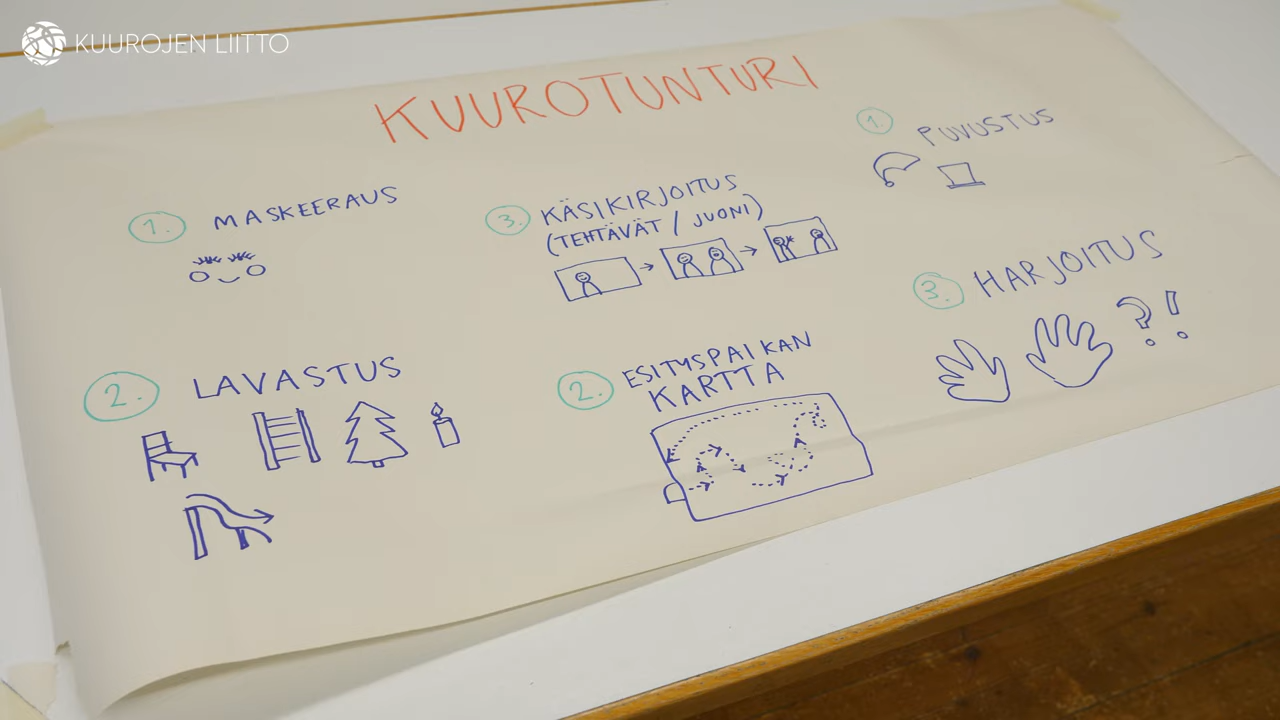 KUUROJEN LIITTO
KUUROTUNTURI
1. MASKEERAUS
3. KÄSIKIRJOITUS
(TEHTÄVÄT / JUONI)
1. PUVUSTUS
2. LAVASTUS
2. ESITYSPAIKAN
KARTTA
3. HARJOITUS
?!